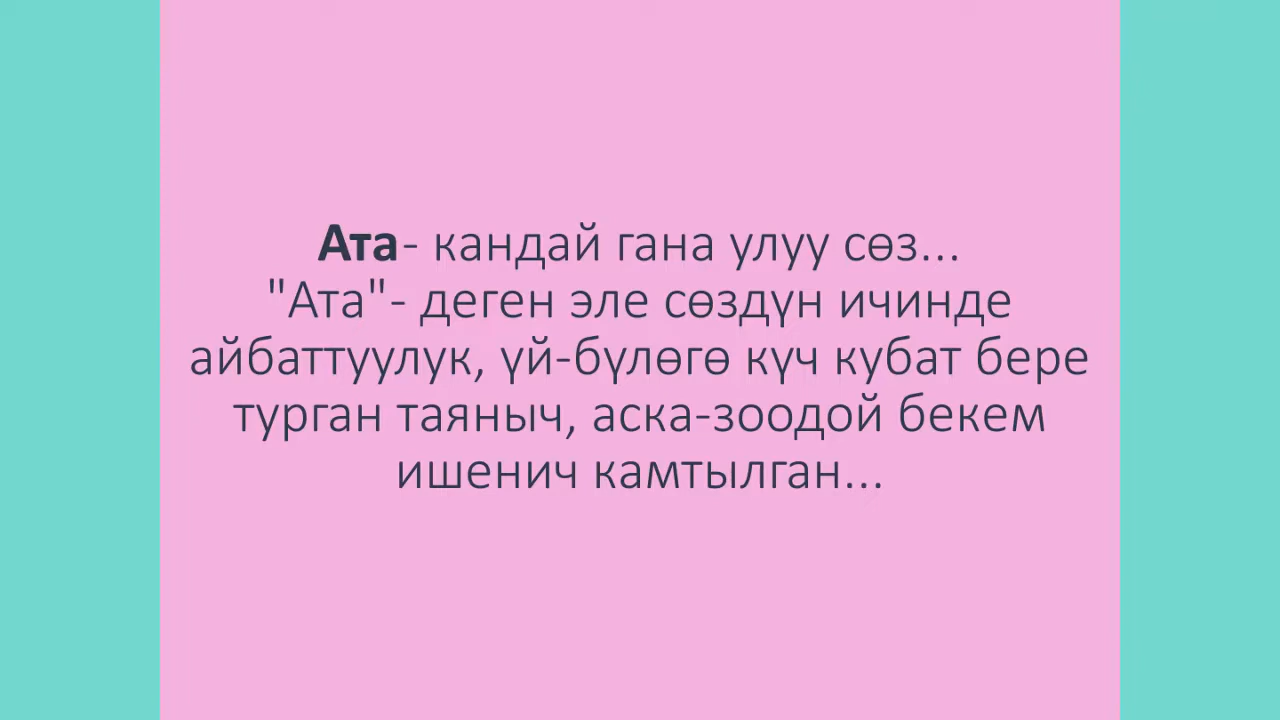 Ата- кандай гана улуу сөз...
"Ата"- деген эле сөздүн ичинде
айбаттуулук, үй-бүлөгө күч кубат бере
турган таяныч, аска-зоодой бекем
ишенич камтылган...